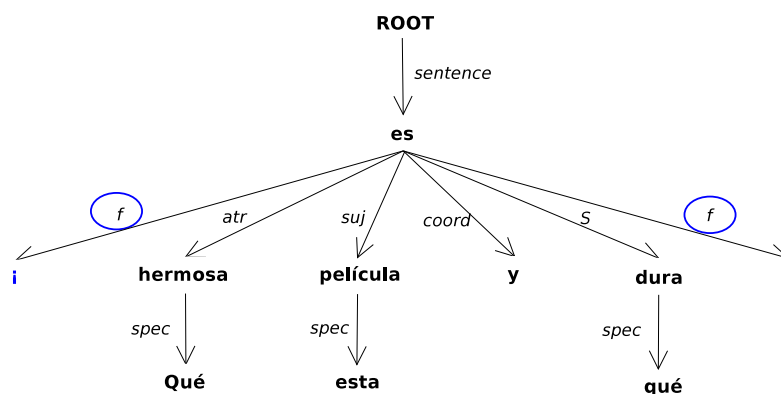 ROOT
sentence
es
f atr suj coord S f
¡ hermosa película y dura
spec spec spec
Qué esta qué